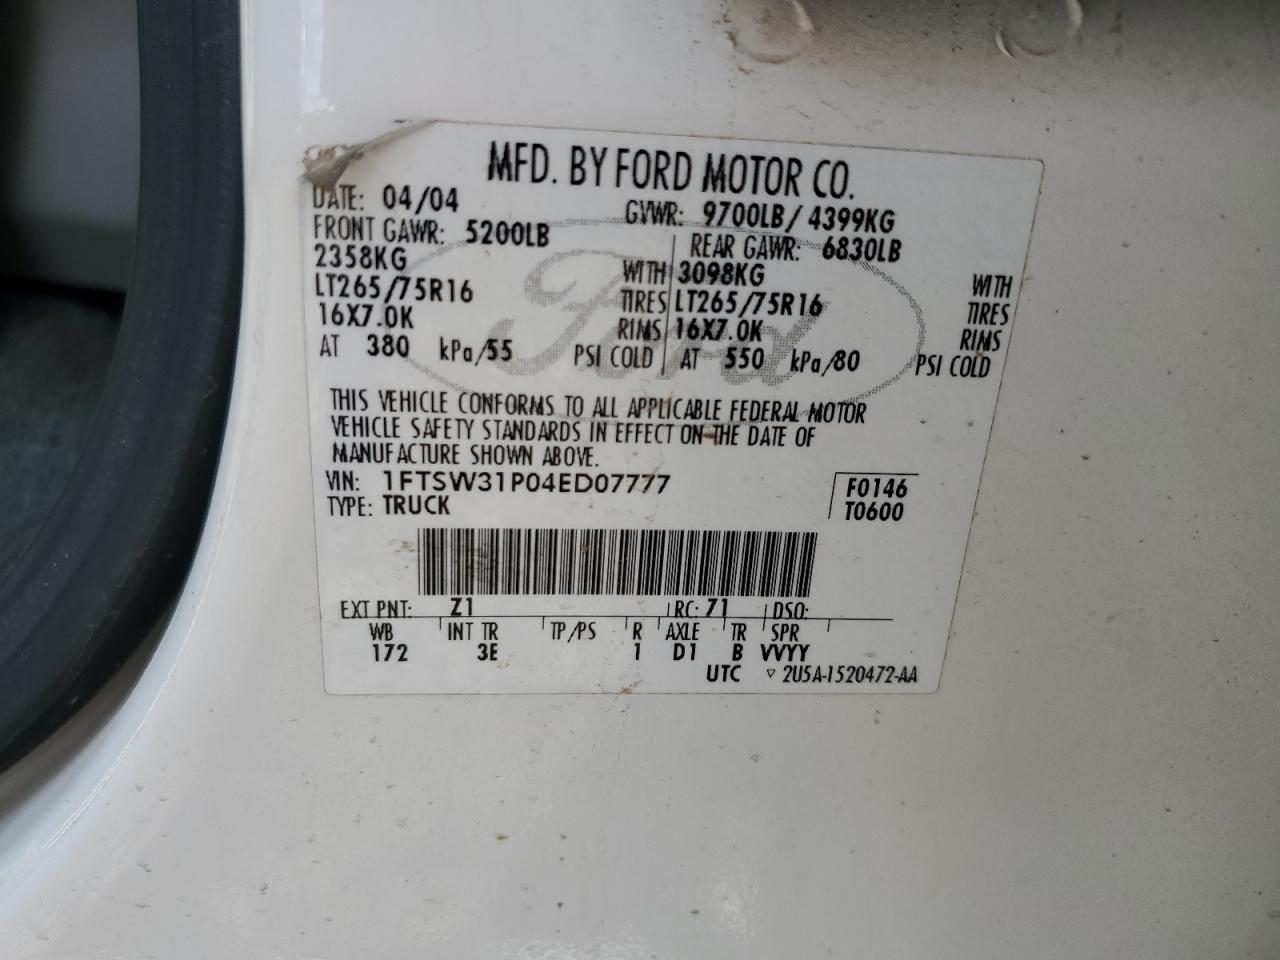 MFD. BY FORD MOTOR CO.
DATE: 04/04 GVWR: 9700LB/ 4399KG
FRONT GAWR: 5200LB REAR GAWR: 6830LB
2358KG WITH 3098KG WITH
LT265/75R16 TIRES LT265/75R16 TIRES
16X7.0K RIMS 16X7.0K RIMS
AT 380 kPa/55 PSI COLD AT 550 kPa/80 PSI COLD
Ford
THIS VEHICLE CONFORMS TO ALL APPLICABLE FEDERAL MOTOR
VEHICLE SAFETY STANDARDS IN EFFECT ON THE DATE OF
MANUFACTURE SHOWN ABOVE.
VIN: 1FTSW31P04ED07777 F0146
TYPE: TRUCK T0600
EXT PNT: Z1 RC: 71 DSO:
WB INT TR TP/PS R AXLE TR SPR
172 3E 1 D1 B VVYY
UTC ▽ 2U5A-1520472-AA